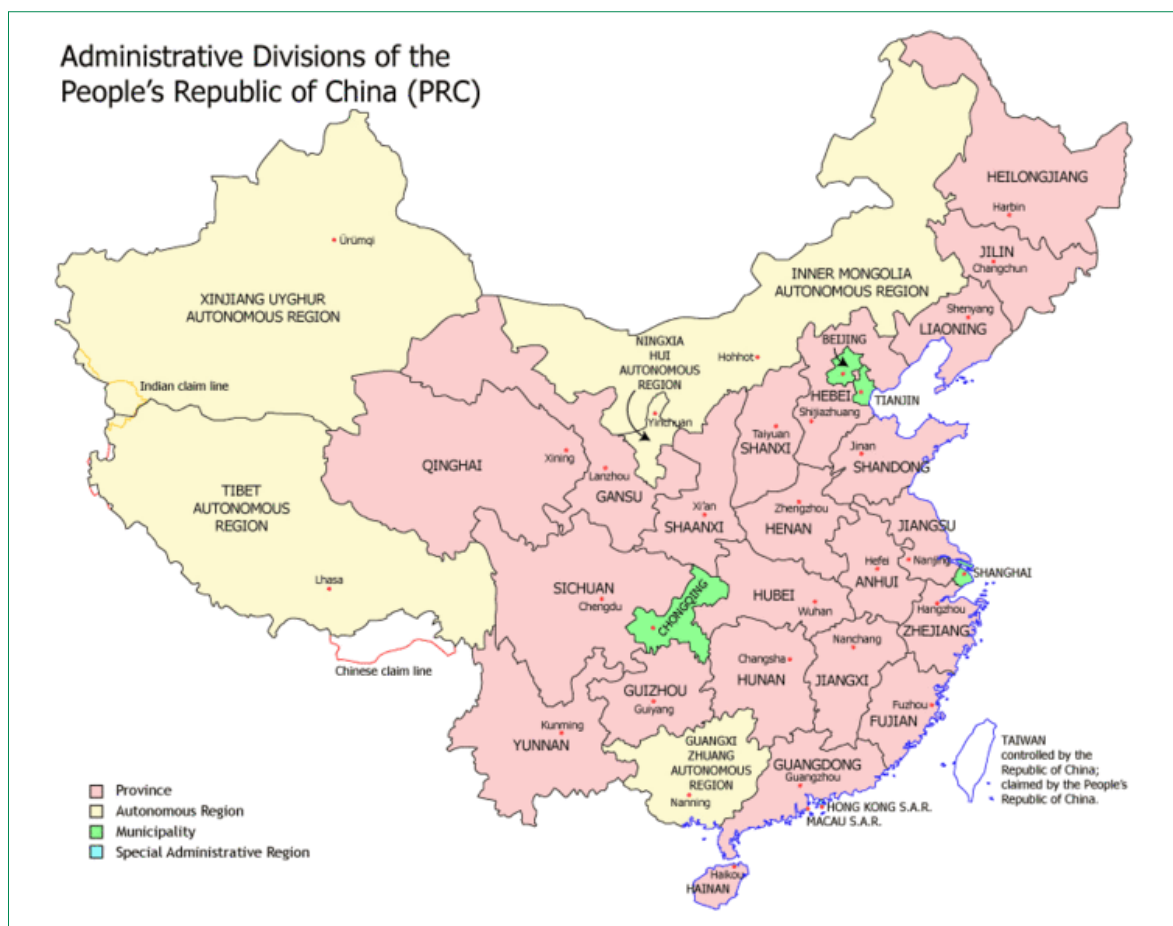 Administrative Divisions of the
People's Republic of China (PRC)
HEILONGJIANG
Harbin
JILIN
Changchun
INNER MONGOLIA
AUTONOMOUS REGION
Shenyang
LIAONING
Ürümqi
XINJIANG UYGHUR
AUTONOMOUS REGION
NINGXIA
HUI
AUTONOMOUS
REGION
Hohhot
BEIJING
HEBEI
TIANJIN
Indian claim line
Yinchuan
Shijiazhuang
Taiyuan
SHANXI
Jinan
SHANDONG
QINGHAI
Xining
Lanzhou
GANSU
TIBET
AUTONOMOUS
REGION
Xi'an
SHAANXI
Zhengzhou
HENAN
JIANGSU
Hefei
ANHUI
Nanjing
SHANGHAI
Lhasa
SICHUAN
Chengdu
CHONGQING
HUBEI
Wuhan
Hangzhou
ZHEJIANG
Chinese claim line
Nanchang
Changsha
HUNAN
JIANGXI
GUIZHOU
Guiyang
Fuzhou
FUJIAN
Kunming
YUNNAN
GUANGXI
ZHUANG
AUTONOMOUS
REGION
Nanning
GUANGDONG
Guangzhou
TAIWAN
controlled by the
Republic of China;
claimed by the People's
Republic of China.
HONG KONG S.A.R.
MACAU S.A.R.
Haikou
HAINAN
Province
Autonomous Region
Municipality
Special Administrative Region